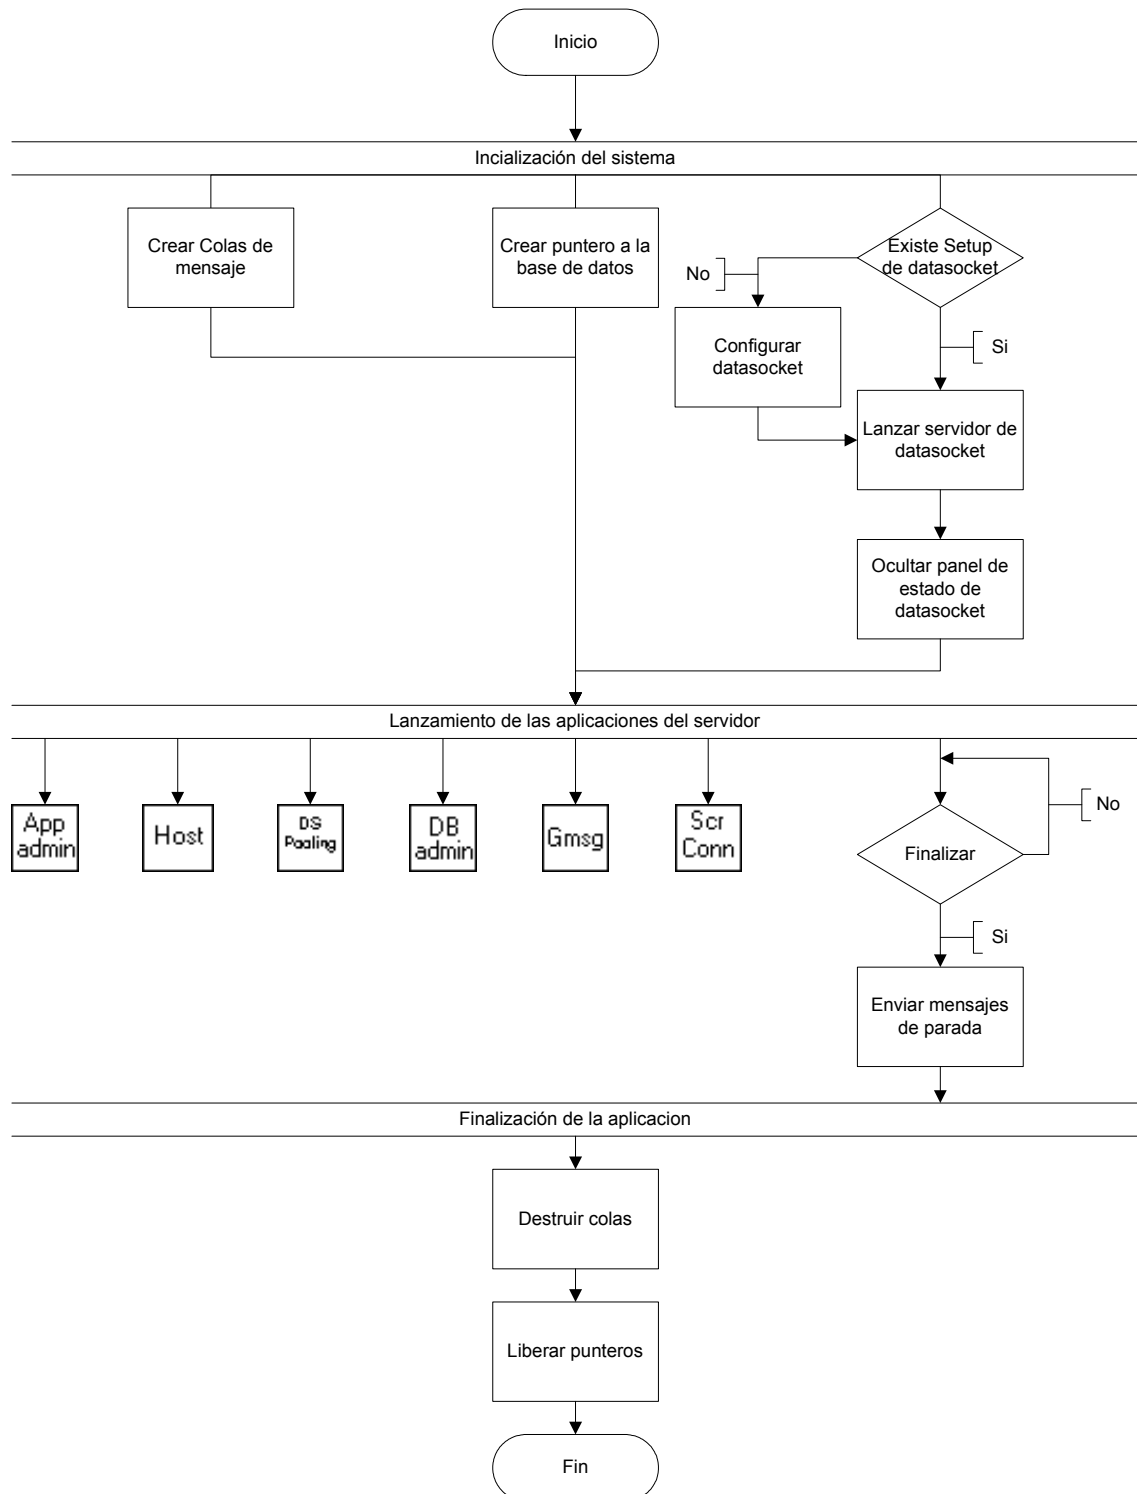 Inicio
Incialización del sistema
Crear Colas de
mensaje
Crear puntero a la
base de datos
Existe Setup
de datasocket
No
Configurar
datasocket
Si
Lanzar servidor de
datasocket
Ocultar panel de
estado de
datasocket
Lanzamiento de las aplicaciones del servidor
App
admin
Host
DS
Paaling
DB
admin
Gmsg
Scr
Conn
No
Finalizar
Si
Enviar mensajes
de parada
Finalización de la aplicacion
Destruir colas
Liberar punteros
Fin